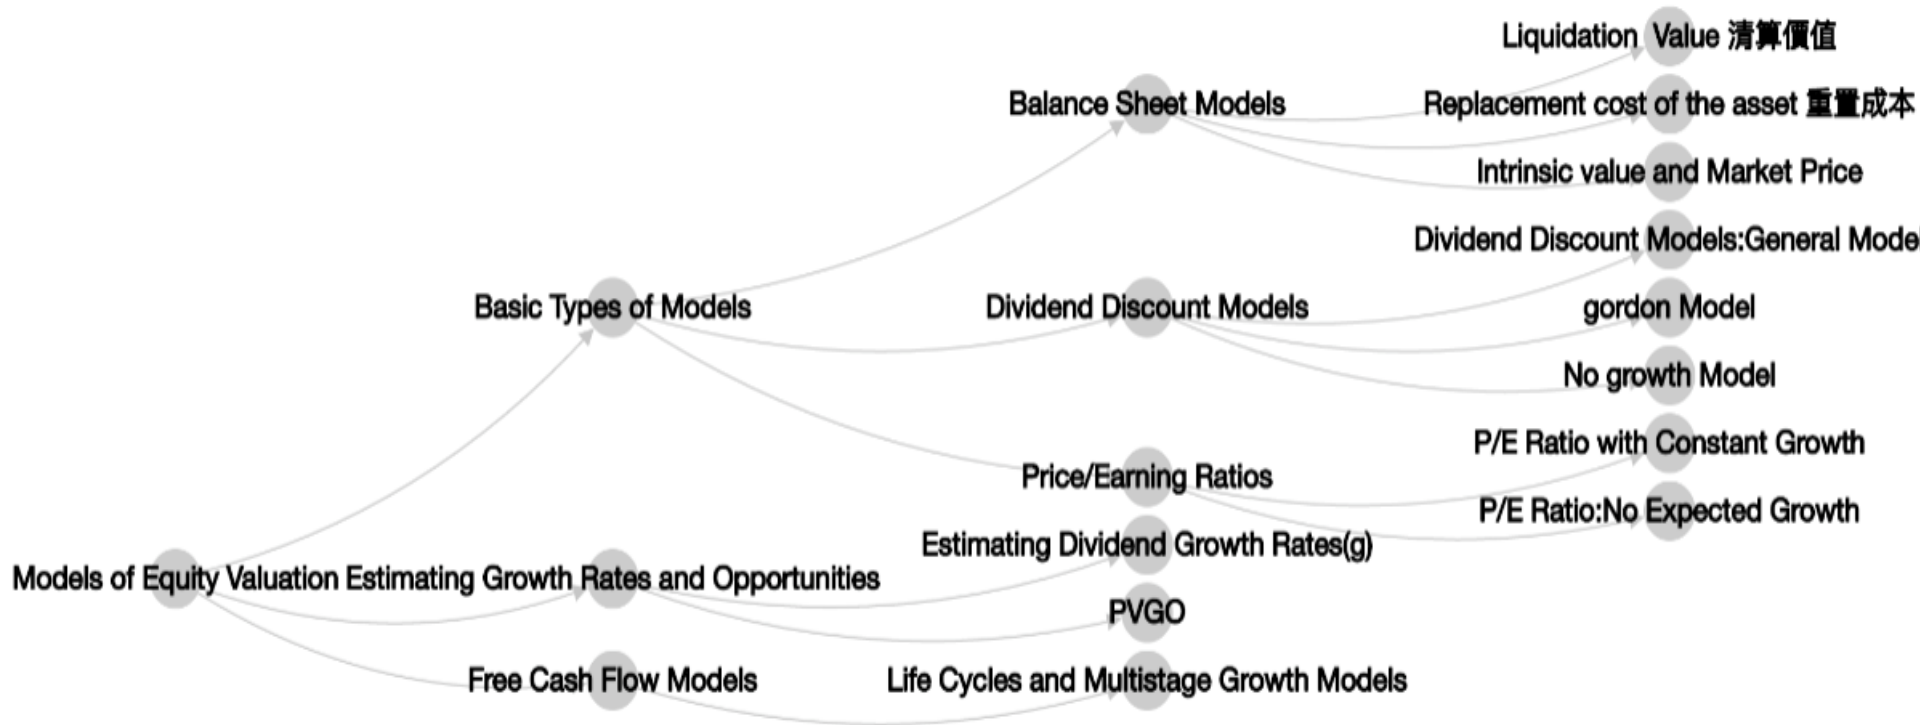 Liquidation Value 清算價值
Balance Sheet Models
Replacement cost of the asset 重置成本
Intrinsic value and Market Price
Dividend Discount Models:General Model
Basic Types of Models
Dividend Discount Models
gordon Model
No growth Model
P/E Ratio with Constant Growth
Price/Earning Ratios
P/E Ratio:No Expected Growth
Estimating Dividend Growth Rates(g)
Models of Equity Valuation
Estimating Growth Rates and Opportunities
PVGO
Free Cash Flow Models
Life Cycles and Multistage Growth Models